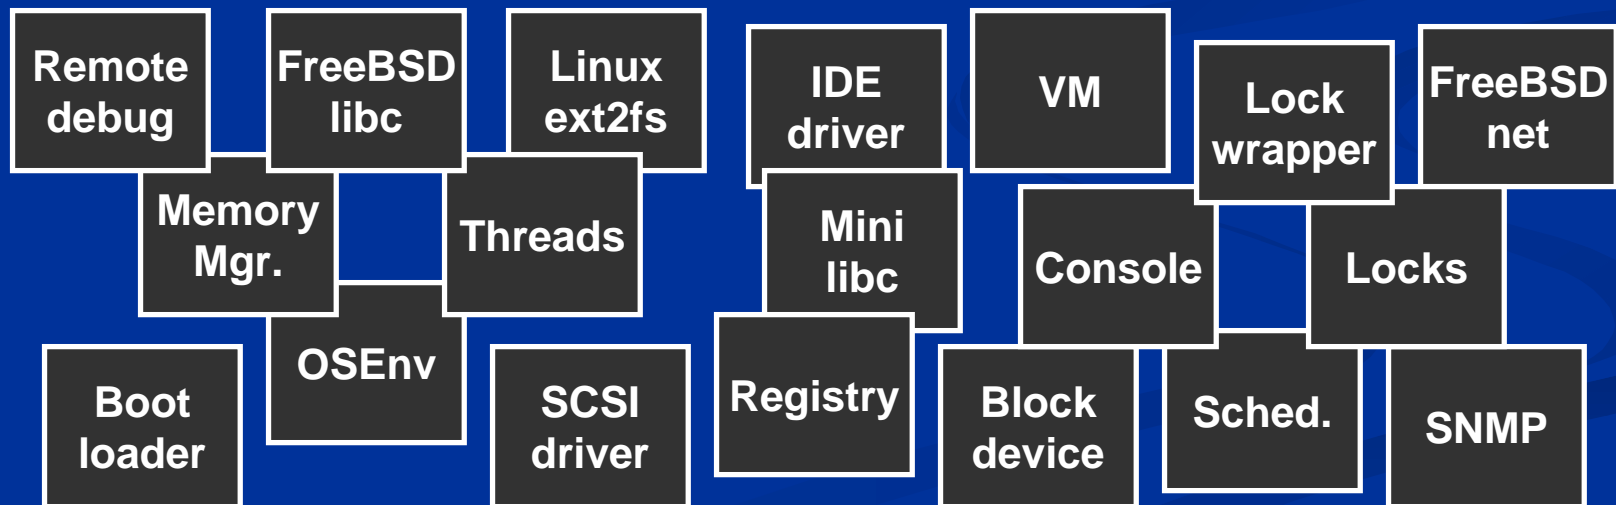 Remote
debug
FreeBSD
libc
Linux
ext2fs
IDE
driver
VM
Lock
wrapper
FreeBSD
net
Memory
Mgr.
Threads
Mini
libc
Console
Locks
OSEnv
Boot
loader
SCSI
driver
Registry
Block
device
Sched.
SNMP